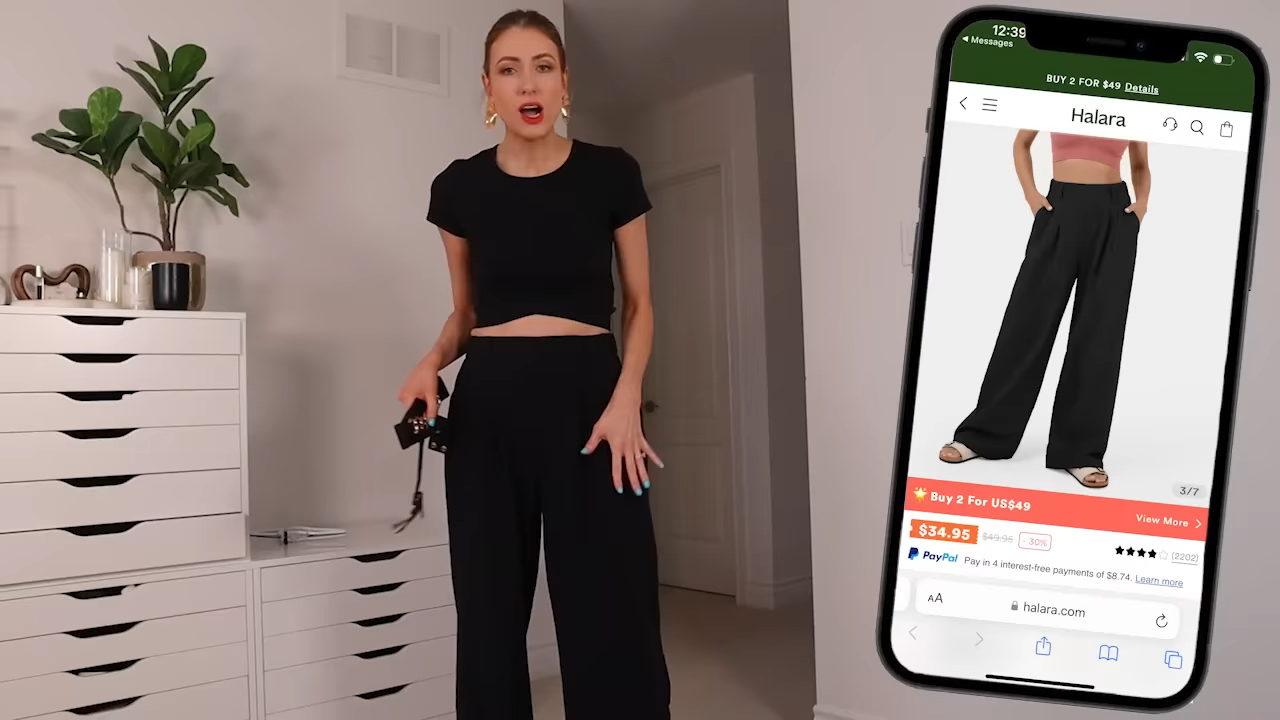 12:39
◀ Messages
BUY 2 FOR $49 Details
Halara
3/7
Buy 2 For US$49
View More
$34.95 $49.95 -30%
(2202)
PayPal Pay in 4 interest-free payments of $8.74. Learn more
AA halara.com